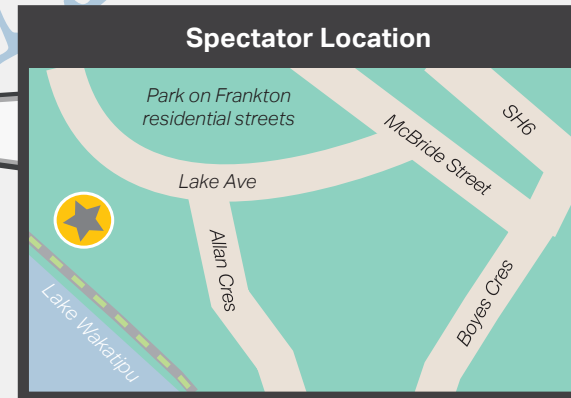 Spectator Location
Park on Frankton
residential streets
SH6
McBride Street
Lake Ave
Allan Cres
Boyes Cres
Lake Wakatipu